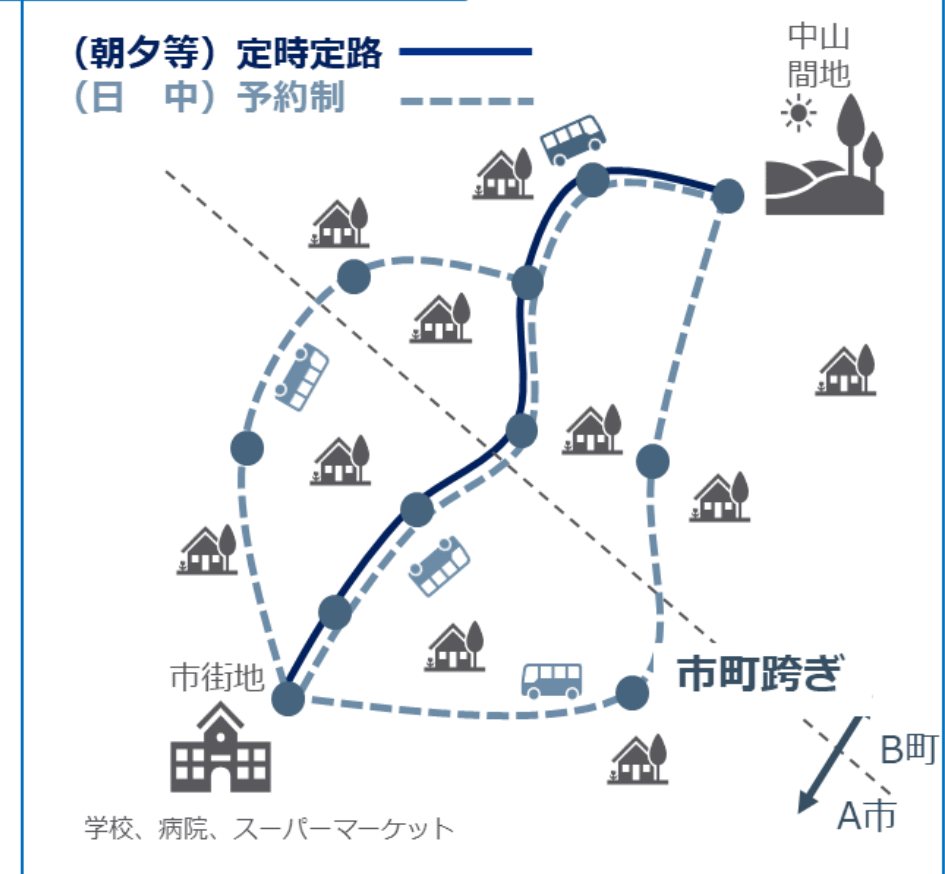 （朝夕等）定時定路
（日　中）予約制
中山
間地
市街地
市町跨ぎ
B町
A市
学校、病院、スーパーマーケット